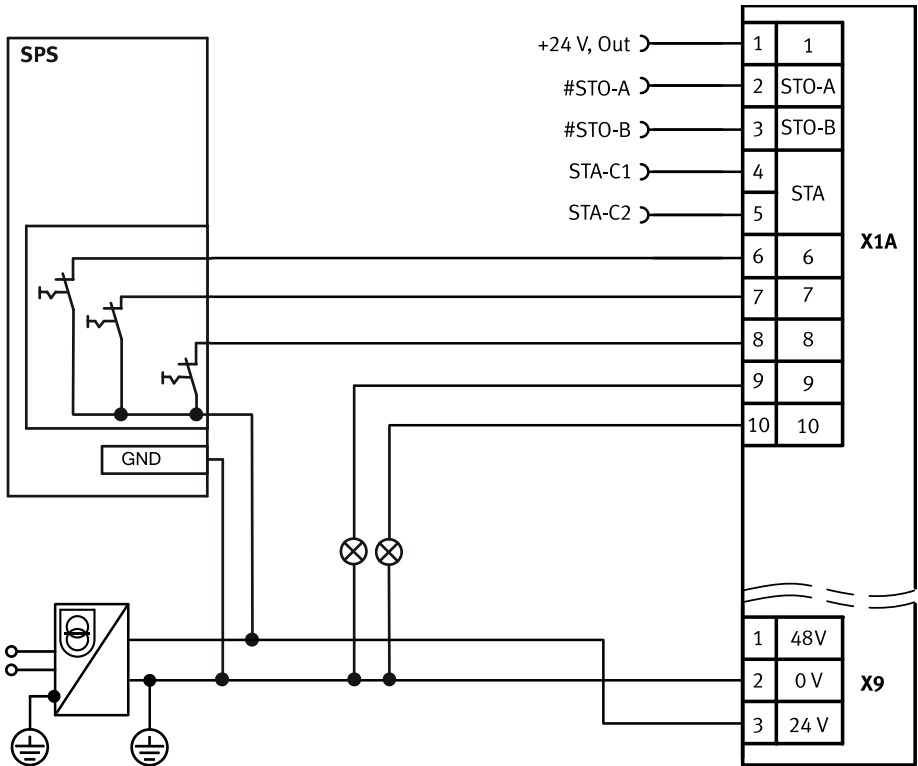 SPS
+24 V, Out
1 1
#STO-A
2 STO-A
#STO-B
3 STO-B
STA-C1
4
STA
STA-C2
5
X1A
6 6
7 7
8 8
9 9
10 10
GND
1 48V
2 0 V
X9
3 24 V